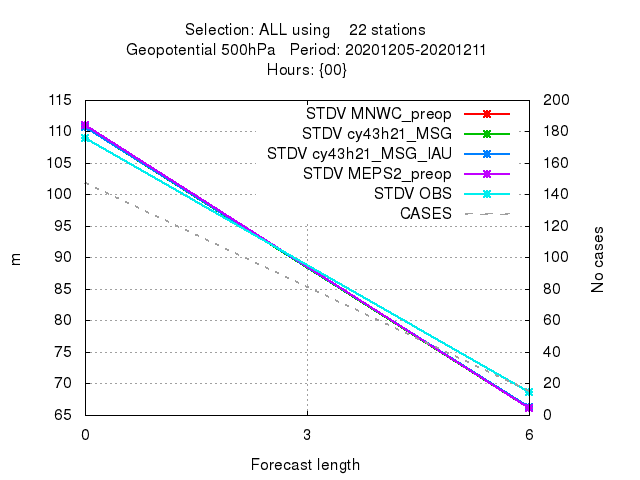 Selection: ALL using    22 stations
Geopotential 500hPa   Period: 20201205-20201211
Hours: {00}
115 200
STDV MNWC_preop
110 180
STDV cy43h21_MSG
105 160
STDV cy43h21_MSG_IAU
STDV MEPS2_preop
100 140
STDV OBS
CASES
95 120
90 100
m
No cases
85 80
80 60
75 40
70 20
65 0
0 3 6
Forecast length